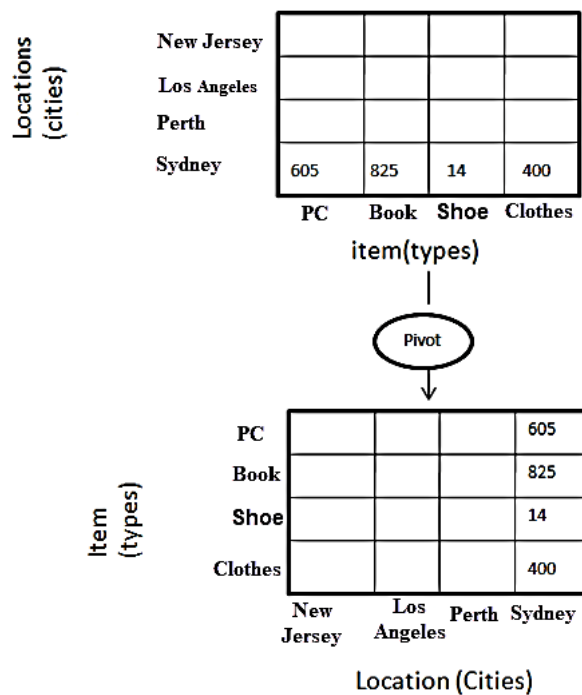 Locations
(cities)
New Jersey
Los Angeles
Perth
Sydney
605 825 14 400
PC Book Shoe Clothes
item(types)
Pivot
Item
(types)
PC 605
Book 825
Shoe 14
Clothes 400
New Jersey Los Angeles Perth Sydney
Location (Cities)